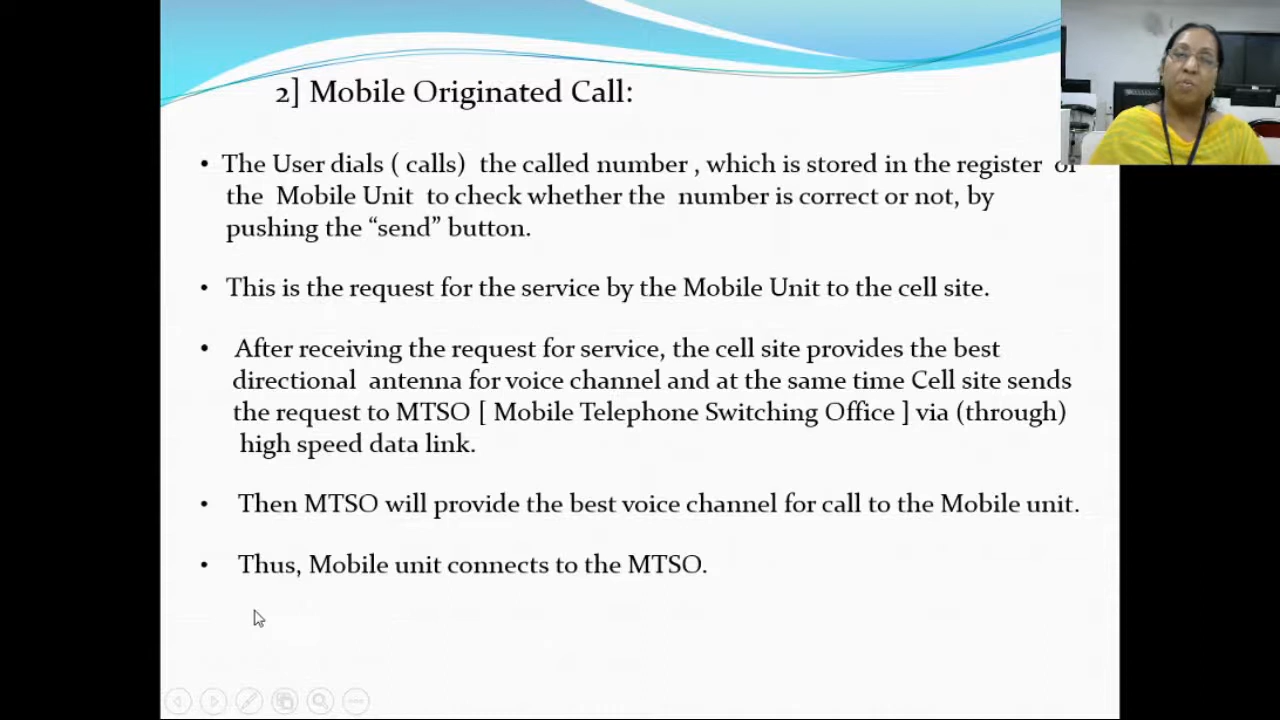 2] Mobile Originated Call:
• The User dials ( calls) the called number , which is stored in the register of
the Mobile Unit to check whether the number is correct or not, by
pushing the “send” button.
• This is the request for the service by the Mobile Unit to the cell site.
• After receiving the request for service, the cell site provides the best
directional antenna for voice channel and at the same time Cell site sends
the request to MTSO [ Mobile Telephone Switching Office ] via (through)
high speed data link.
• Then MTSO will provide the best voice channel for call to the Mobile unit.
• Thus, Mobile unit connects to the MTSO.